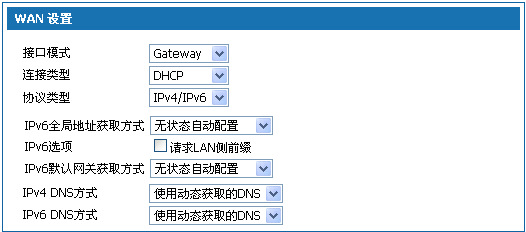 WAN 设置
接口模式 Gateway
连接类型 DHCP
协议类型 IPv4/IPv6
IPv6全局地址获取方式 无状态自动配置
IPv6选项 请求LAN侧前缀
IPv6默认网关获取方式 无状态自动配置
IPv4 DNS方式 使用动态获取的DNS
IPv6 DNS方式 使用动态获取的DNS